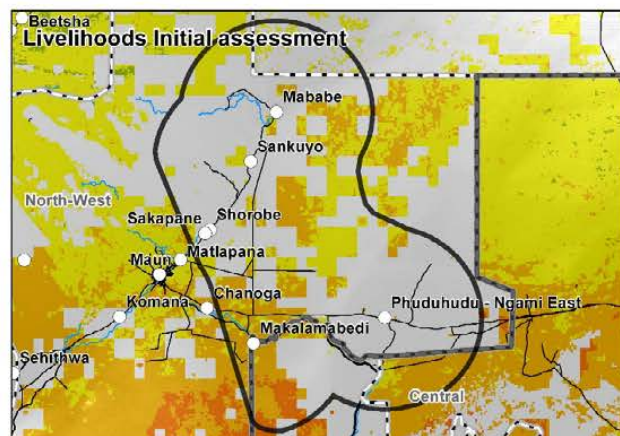 Beetsha
Livelihoods Initial assessment
Mababe
Sankuyo
North-West
Sakapane
Shorobe
Maun
Matlapana
Komana
Chanoga
Phuduhudu - Ngami East
Makalamabedi
Sehithwa
Central